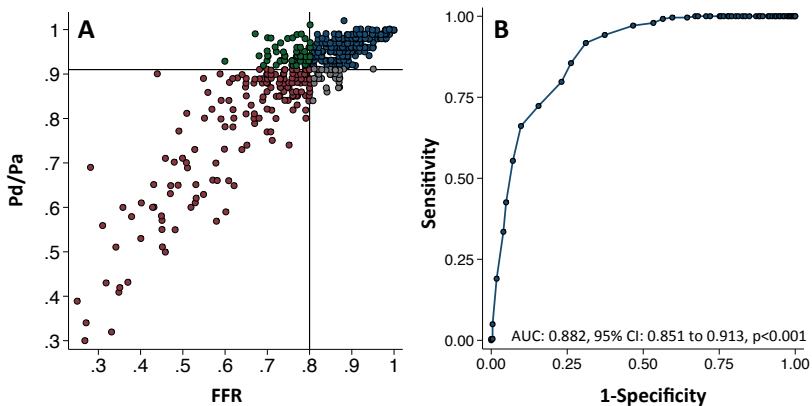 A
Pd/Pa
1
.9
.8
.7
.6
.5
.4
.3
.3 .4 .5 .6 .7 .8 .9 1
FFR
B
Sensitivity
1.00
0.75
0.50
0.25
0.00
AUC: 0.882, 95% CI: 0.851 to 0.913, p<0.001
0.00 0.25 0.50 0.75 1.00
1-Specificity